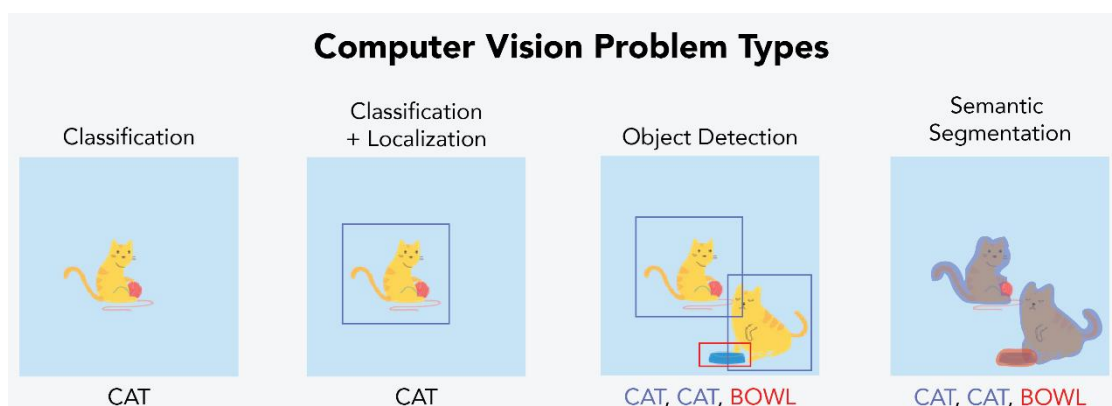 Computer Vision Problem Types
Classification
Classification
+ Localization
Object Detection
Semantic
Segmentation
CAT
CAT
CAT, CAT, BOWL
CAT, CAT, BOWL